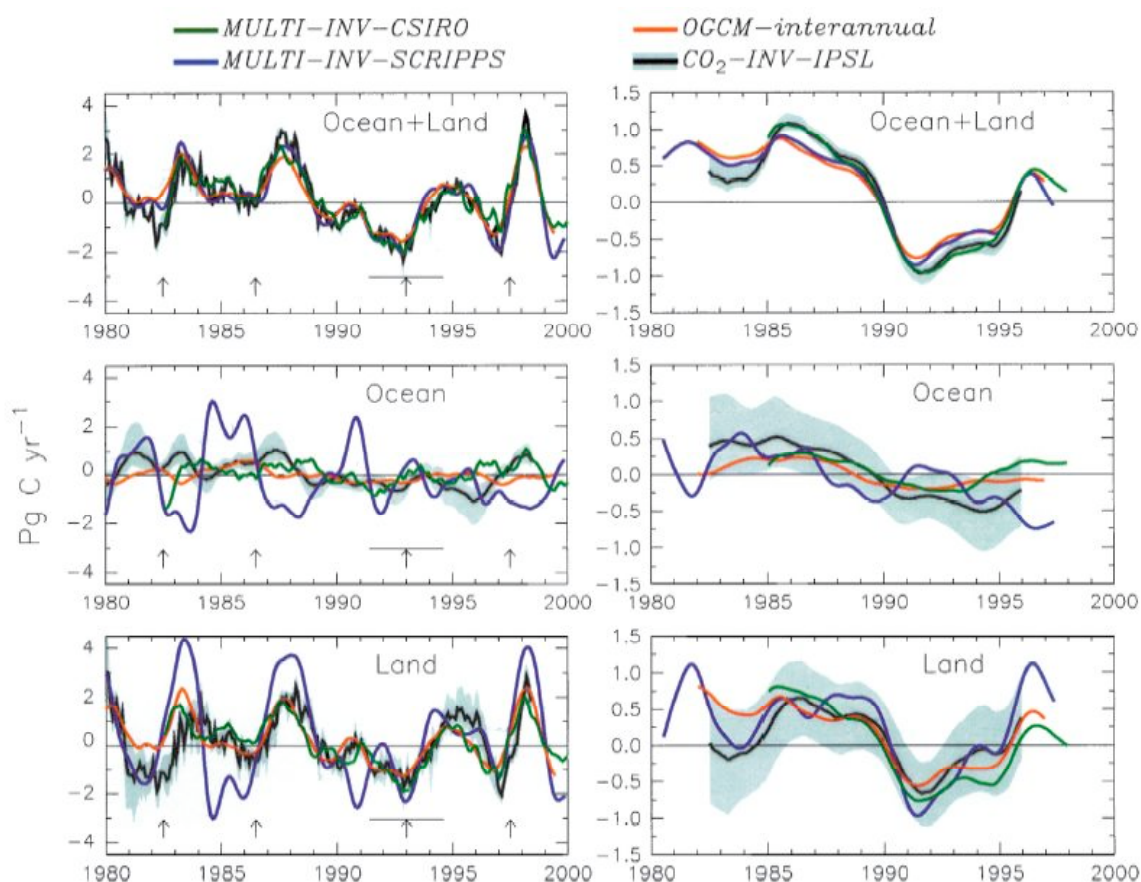 MULTI-INV-CSIRO
MULTI-INV-SCRIPPS
OGCM-interannual
CO₂-INV-IPSL
Pg C yr⁻¹
Ocean+Land
4
2
0
-2
-4
1980 1985 1990 1995 2000
Ocean+Land
1.5
1.0
0.5
0.0
-0.5
-1.0
-1.5
1980 1985 1990 1995 2000
Ocean
4
2
0
-2
-4
1980 1985 1990 1995 2000
Ocean
1.5
1.0
0.5
0.0
-0.5
-1.0
-1.5
1980 1985 1990 1995 2000
Land
4
2
0
-2
-4
1980 1985 1990 1995 2000
Land
1.5
1.0
0.5
0.0
-0.5
-1.0
-1.5
1980 1985 1990 1995 2000